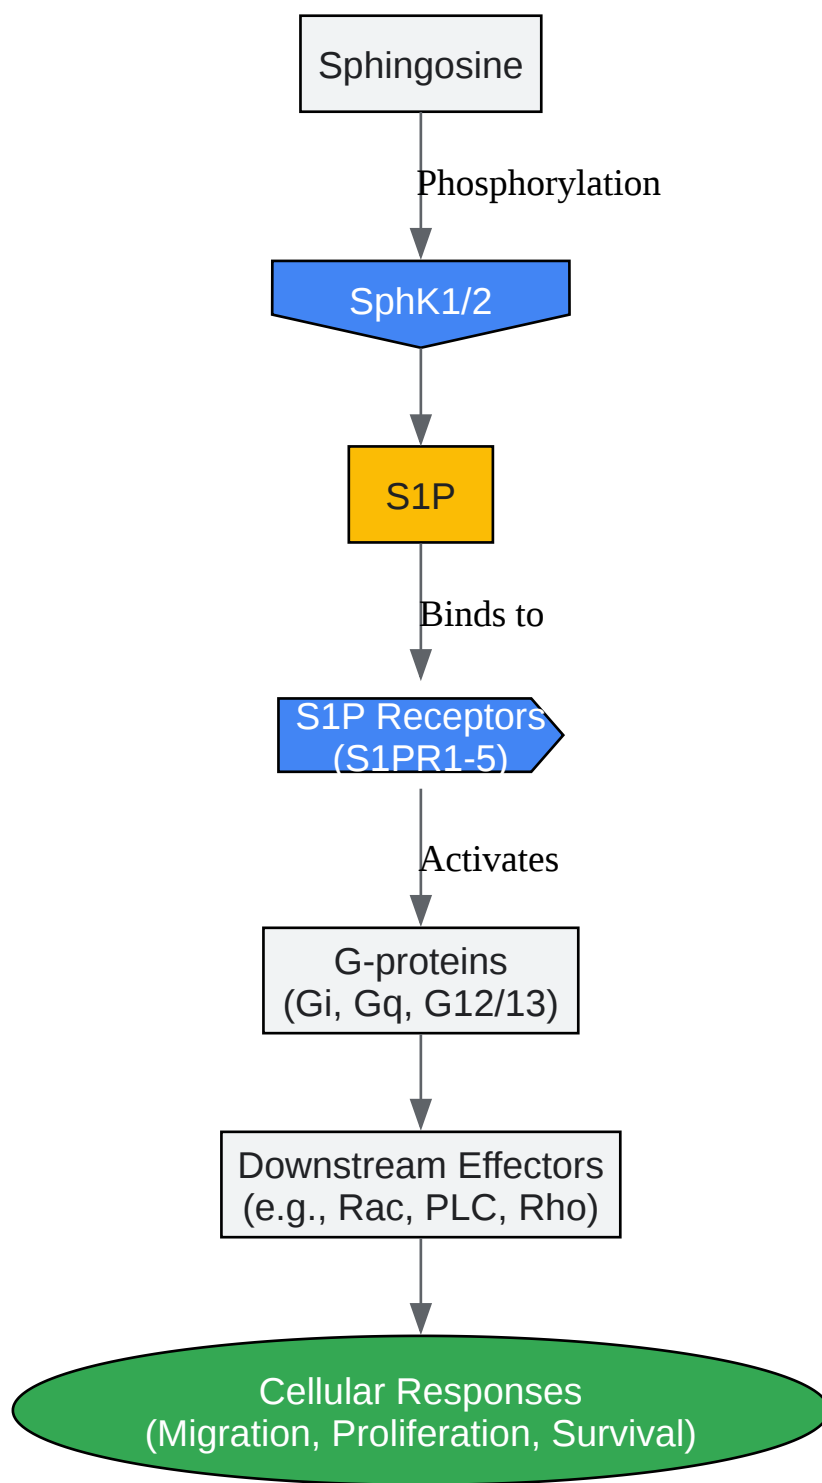 Sphingosine
Phosphorylation
SphK1/2
S1P
Binds to
S1P Receptors
(S1PR1-5)
Activates
G-proteins
(Gi, Gq, G12/13)
Downstream Effectors
(e.g., Rac, PLC, Rho)
Cellular Responses
(Migration, Proliferation, Survival)